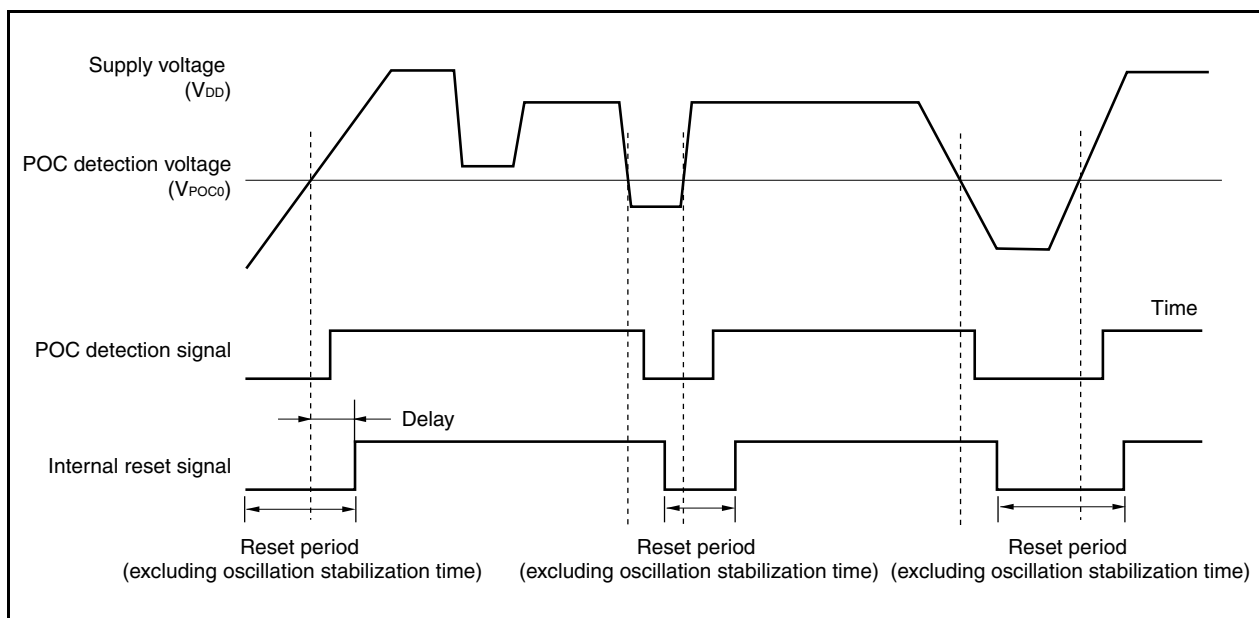 Supply voltage
(VDD)
POC detection voltage
(VPOC0)
Time
POC detection signal
Delay
Internal reset signal
Reset period
(excluding oscillation stabilization time)
Reset period
(excluding oscillation stabilization time)
Reset period
(excluding oscillation stabilization time)